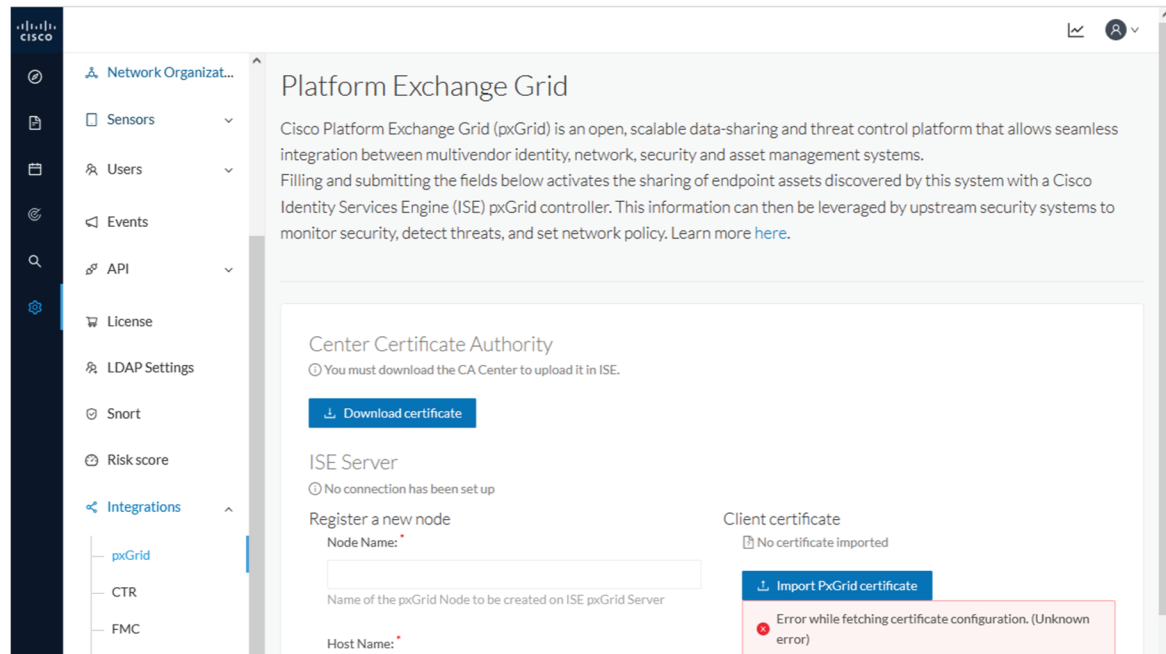 CISCO
Network Organizat...
Sensors
Users
Events
API
License
LDAP Settings
Snort
Risk score
Integrations
pxGrid
CTR
FMC
Platform Exchange Grid
Cisco Platform Exchange Grid (pxGrid) is an open, scalable data-sharing and threat control platform that allows seamless
integration between multivendor identity, network, security and asset management systems.
Filling and submitting the fields below activates the sharing of endpoint assets discovered by this system with a Cisco
Identity Services Engine (ISE) pxGrid controller. This information can then be leveraged by upstream security systems to
monitor security, detect threats, and set network policy. Learn more here.
Center Certificate Authority
You must download the CA Center to upload it in ISE.
Download certificate
ISE Server
No connection has been set up
Register a new node
Node Name: *
Name of the pxGrid Node to be created on ISE pxGrid Server
Host Name: *
Client certificate
No certificate imported
Import PxGrid certificate
Error while fetching certificate configuration. (Unknown
error)